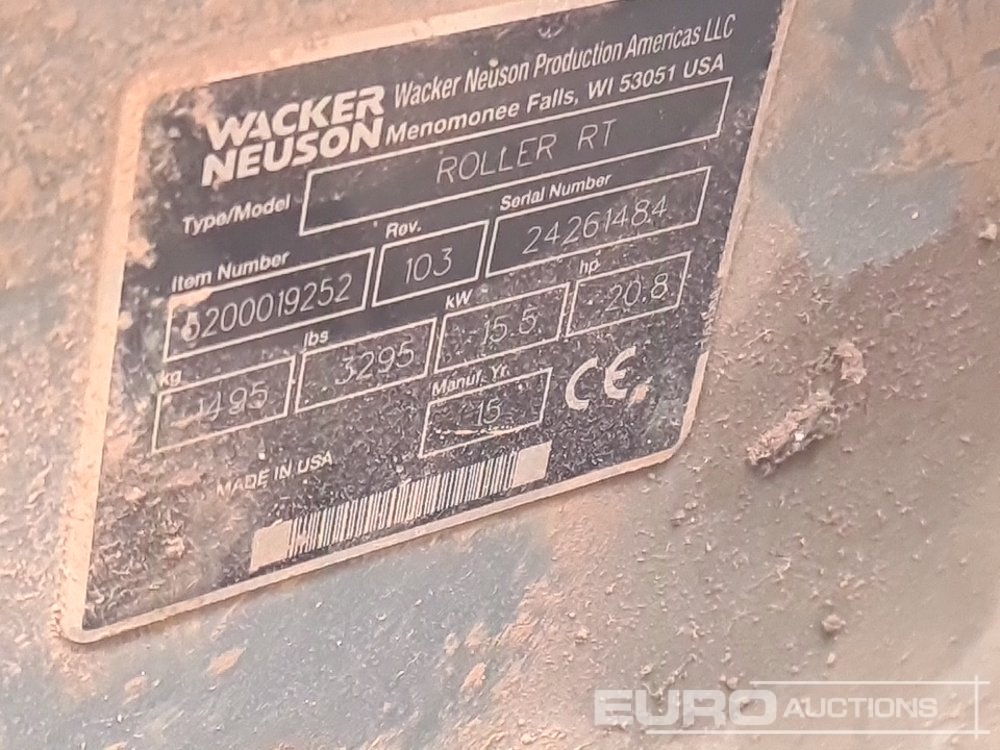 WACKER NEUSON
Wacker Neuson Production Americas LLC
Menomonee Falls, WI 53051 USA
Type/Model
ROLLER RT
Item Number
Rev.
Serial Number
5200019252
103
24261484
kg
lbs
kW
hp
1495
3295
15.5
20.8
Manuf. Yr.
15
CE
MADE IN USA
EURO AUCTIONS